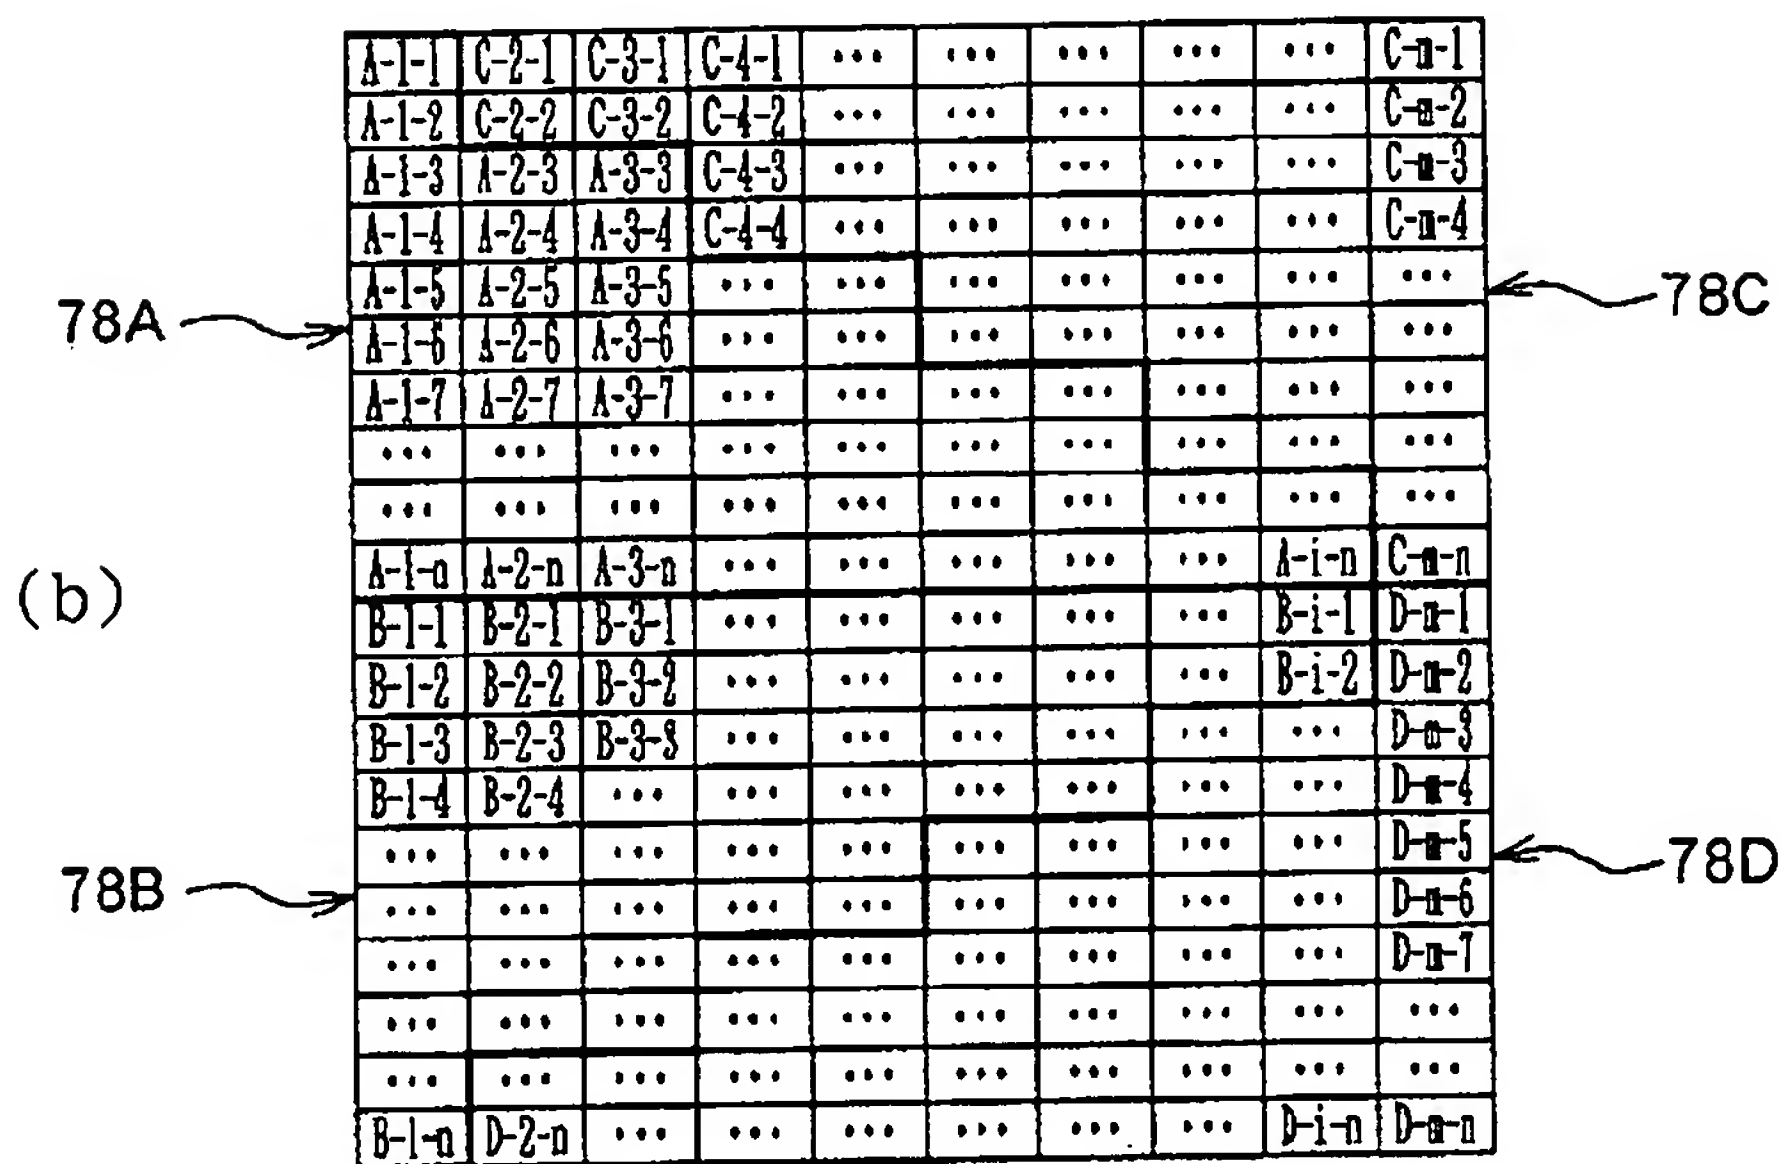 A-1-1 C-2-1 C-3-1 C-4-1 ... ... ... ... ... C-m-1
A-1-2 C-2-2 C-3-2 C-4-2 ... ... ... ... ... C-m-2
A-1-3 A-2-3 A-3-3 C-4-3 ... ... ... ... ... C-m-3
A-1-4 A-2-4 A-3-4 C-4-4 ... ... ... ... ... C-m-4
78A A-1-5 A-2-5 A-3-5 ... ... ... ... ... ... ... 78C
A-1-6 A-2-6 A-3-6 ... ... ... ... ... ... ...
A-1-7 A-2-7 A-3-7 ... ... ... ... ... ... ...
... ... ... ... ... ... ... ... ... ...
... ... ... ... ... ... ... ... ... ...
(b) A-1-n A-2-n A-3-n ... ... ... ... ... A-i-n C-m-n
B-1-1 B-2-1 B-3-1 ... ... ... ... ... B-i-1 D-m-1
B-1-2 B-2-2 B-3-2 ... ... ... ... ... B-i-2 D-m-2
B-1-3 B-2-3 B-3-3 ... ... ... ... ... ... D-m-3
B-1-4 B-2-4 ... ... ... ... ... ... ... D-m-4
... ... ... ... ... ... ... ... ... D-m-5 78D
78B ... ... ... ... ... ... ... ... ... D-m-6
... ... ... ... ... ... ... ... ... D-m-7
... ... ... ... ... ... ... ... ... ...
... ... ... ... ... ... ... ... ... ...
B-1-n D-2-n ... ... ... ... ... ... D-i-n D-m-n